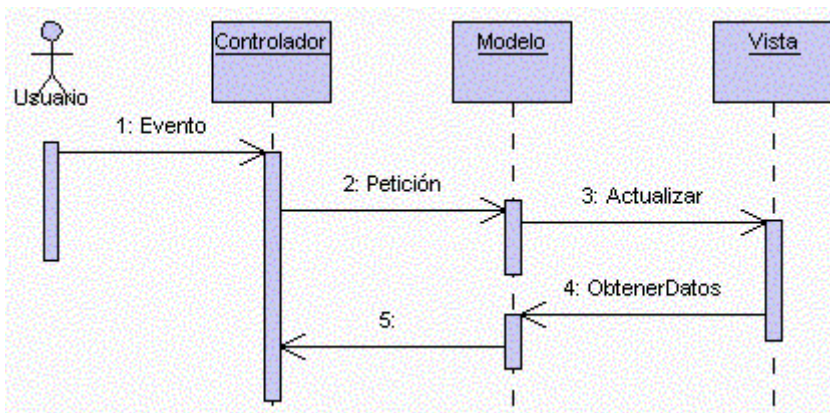 Usuario
Controlador
Modelo
Vista
1: Evento
2: Petición
3: Actualizar
4: ObtenerDatos
5: